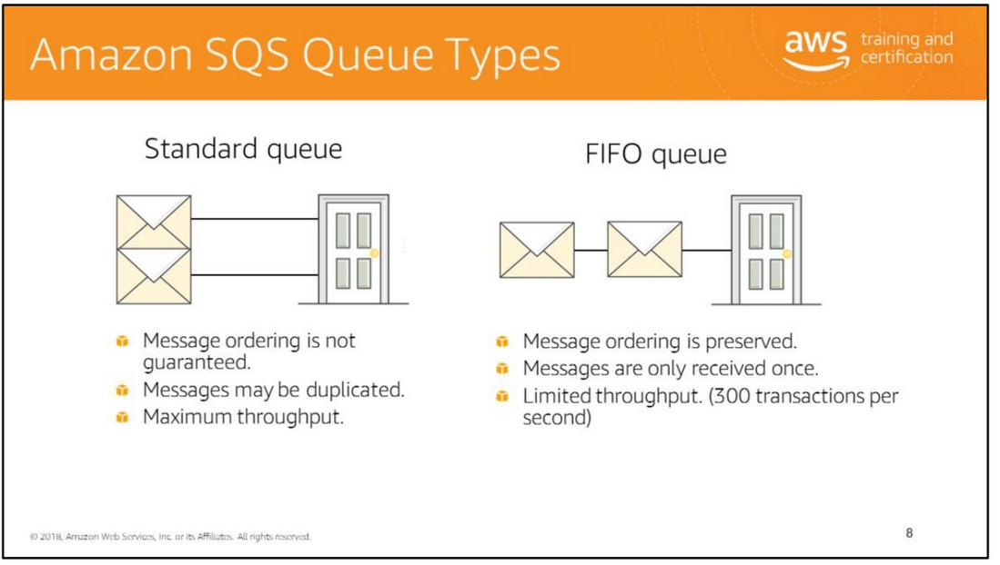 Amazon SQS Queue Types
aws training and
certification
Standard queue
Message ordering is not
guaranteed.
Messages may be duplicated.
Maximum throughput.
FIFO queue
Message ordering is preserved.
Messages are only received once.
Limited throughput. (300 transactions per
second)
© 2018, Amazon Web Services, Inc. or its Affiliates. All rights reserved.
8